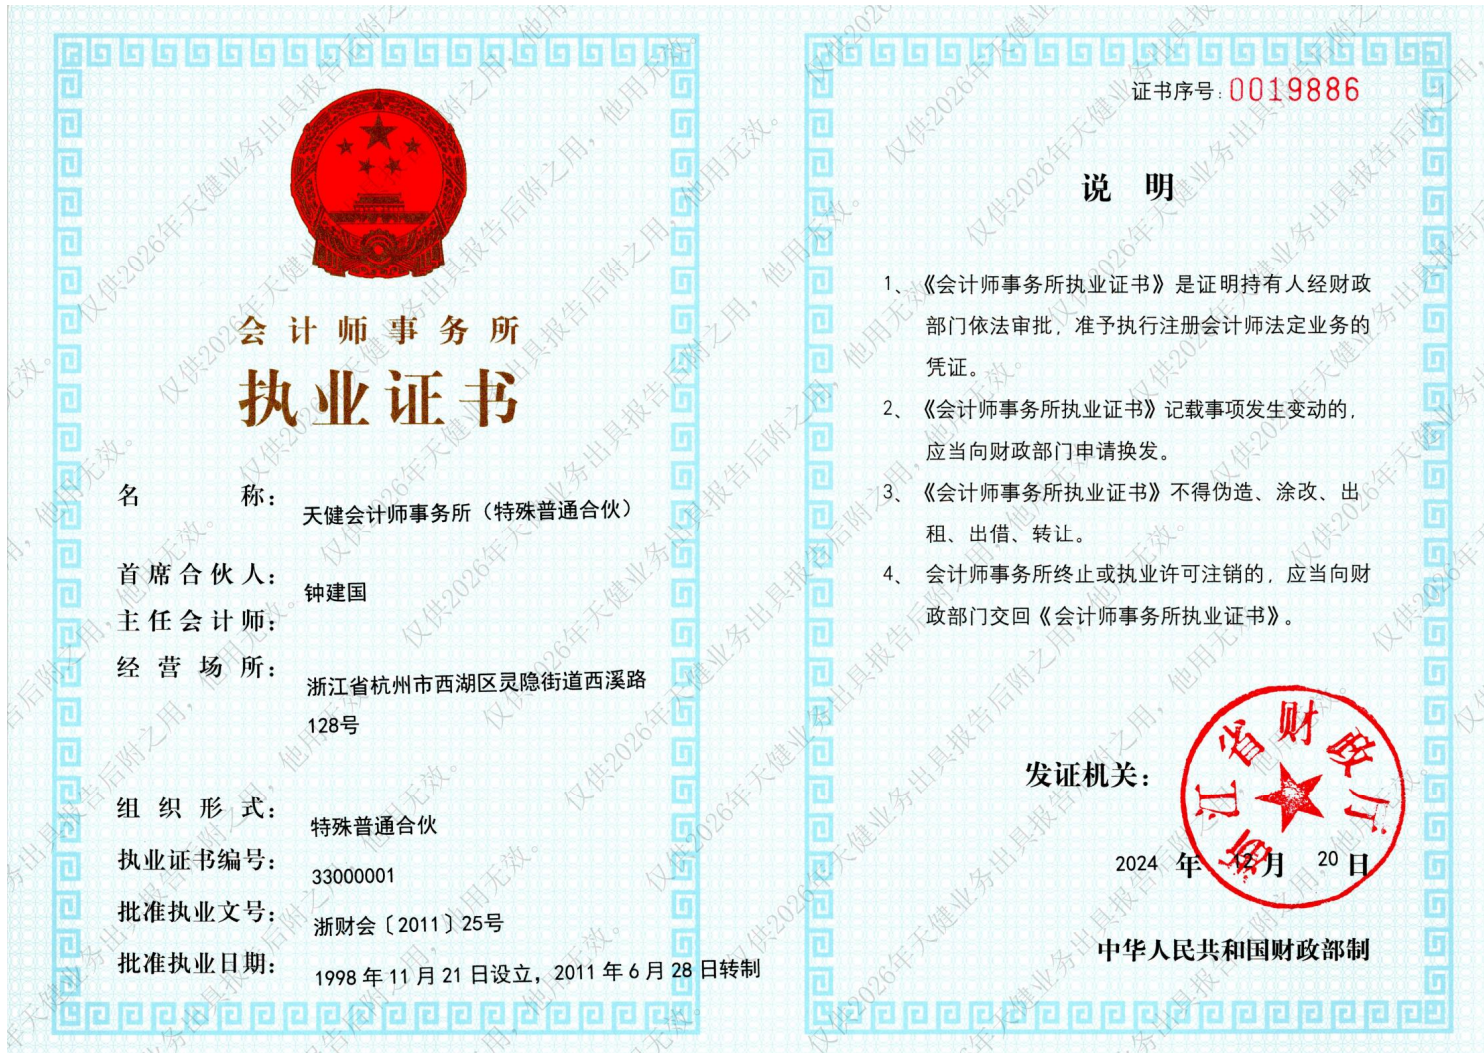 会计师事务所
执业证书
名称：
天健会计师事务所（特殊普通合伙）
首席合伙人：
钟建国
主任会计师：
经营场所：
浙江省杭州市西湖区灵隐街道西溪路
128号
组织形式：
特殊普通合伙
执业证书编号：
33000001
批准执业文号：
浙财会〔2011〕25号
批准执业日期：
1998年11月21日设立，2011年6月28日转制
证书序号：0019886
说明
1、《会计师事务所执业证书》是证明持有人经财政
部门依法审批，准予执行注册会计师法定业务的
凭证。
2、《会计师事务所执业证书》记载事项发生变动的，
应当向财政部门申请换发。
3、《会计师事务所执业证书》不得伪造、涂改、出
租、出借、转让。
4、会计师事务所终止或执业许可注销的，应当向财
政部门交回《会计师事务所执业证书》。
发证机关：
浙江省财政厅
2024年12月20日
中华人民共和国财政部制
仅供2026年天健业务出具报告后附之用，他用无效。